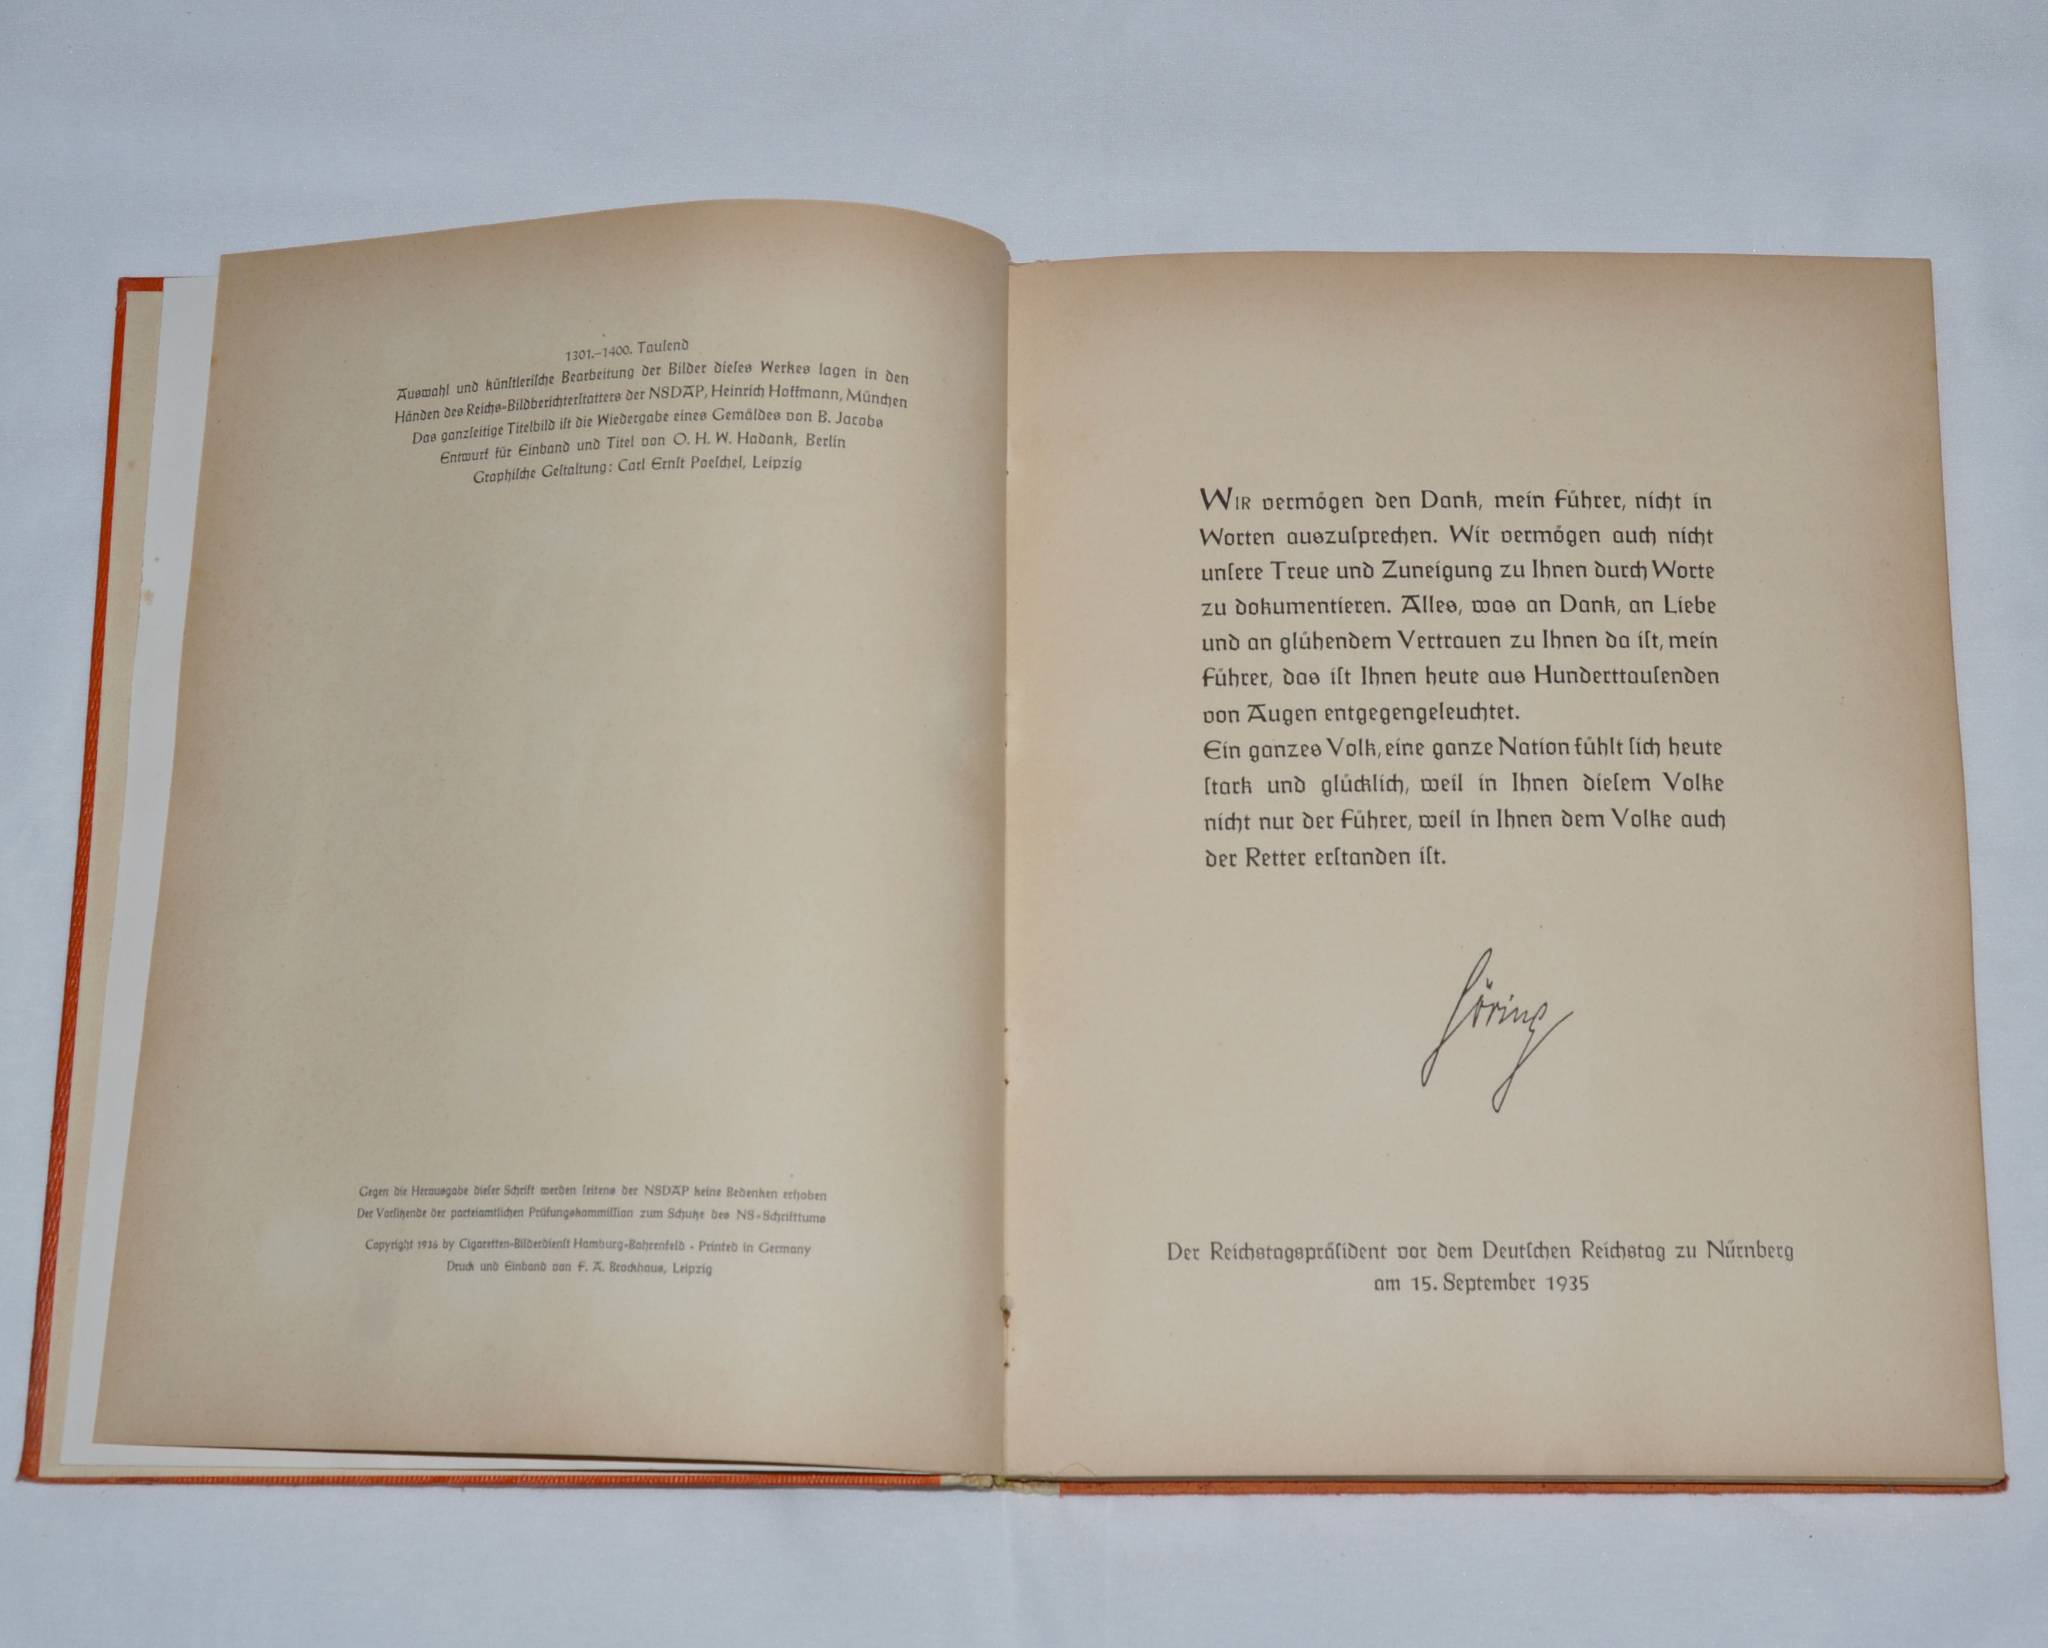 1301.–1400. Tauſend
Auswahl und künſtleriſche Bearbeitung der Bilder dieſes Werkes lagen in den
Händen des Reichs-Bildberichterſtatters der NSDAP, Heinrich Hoffmann, München
Das ganzſeitige Titelbild iſt die Wiedergabe eines Gemäldes von B. Jacobs
Entwurf für Einband und Titel von O. H. W. Hadank, Berlin
Graphiſche Geſtaltung: Carl Ernſt Poeſchel, Leipzig
Gegen die Herausgabe dieſer Schrift werden ſeitens der NSDAP keine Bedenken erhoben
Der Vorſitzende der parteiamtlichen Prüfungskommiſſion zum Schutze des NS-Schrifttums
Copyright 1936 by Cigaretten-Bilderdienſt Hamburg-Bahrenfeld · Printed in Germany
Druck und Einband von F. A. Brockhaus, Leipzig
WIR vermögen den Dank, mein Führer, nicht in
Worten auszuſprechen. Wir vermögen auch nicht
unſere Treue und Zuneigung zu Ihnen durch Worte
zu dokumentieren. Alles, was an Dank, an Liebe
und an glühendem Vertrauen zu Ihnen da iſt, mein
Führer, das iſt Ihnen heute aus Hunderttauſenden
von Augen entgegengeleuchtet.
Ein ganzes Volk, eine ganze Nation fühlt ſich heute
ſtark und glücklich, weil in Ihnen dieſem Volke
nicht nur der Führer, weil in Ihnen dem Volke auch
der Retter erſtanden iſt.
Göring
Der Reichstagspräſident vor dem Deutſchen Reichstag zu Nürnberg
am 15. September 1935